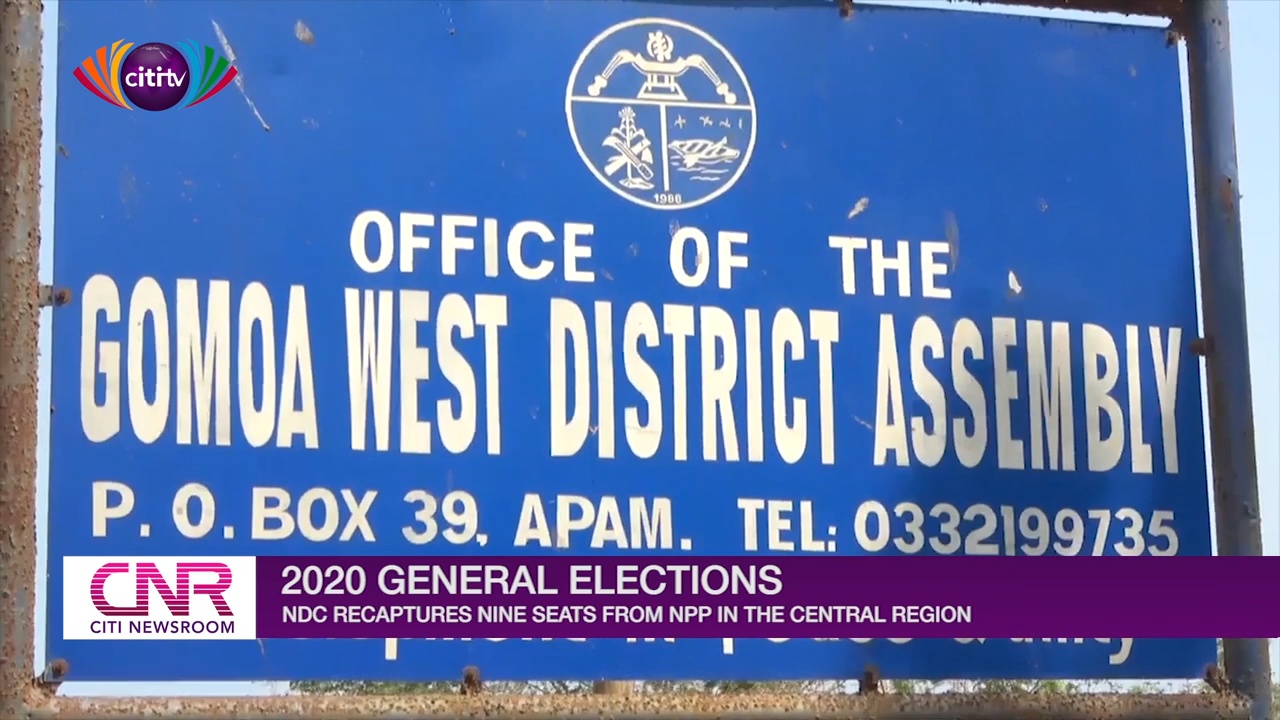 citi tv
1988
OFFICE OF THE
GOMOA WEST DISTRICT ASSEMBLY
P. O. BOX 39, APAM. TEL: 0332199735
CNR
CITI NEWSROOM
2020 GENERAL ELECTIONS
NDC RECAPTURES NINE SEATS FROM NPP IN THE CENTRAL REGION